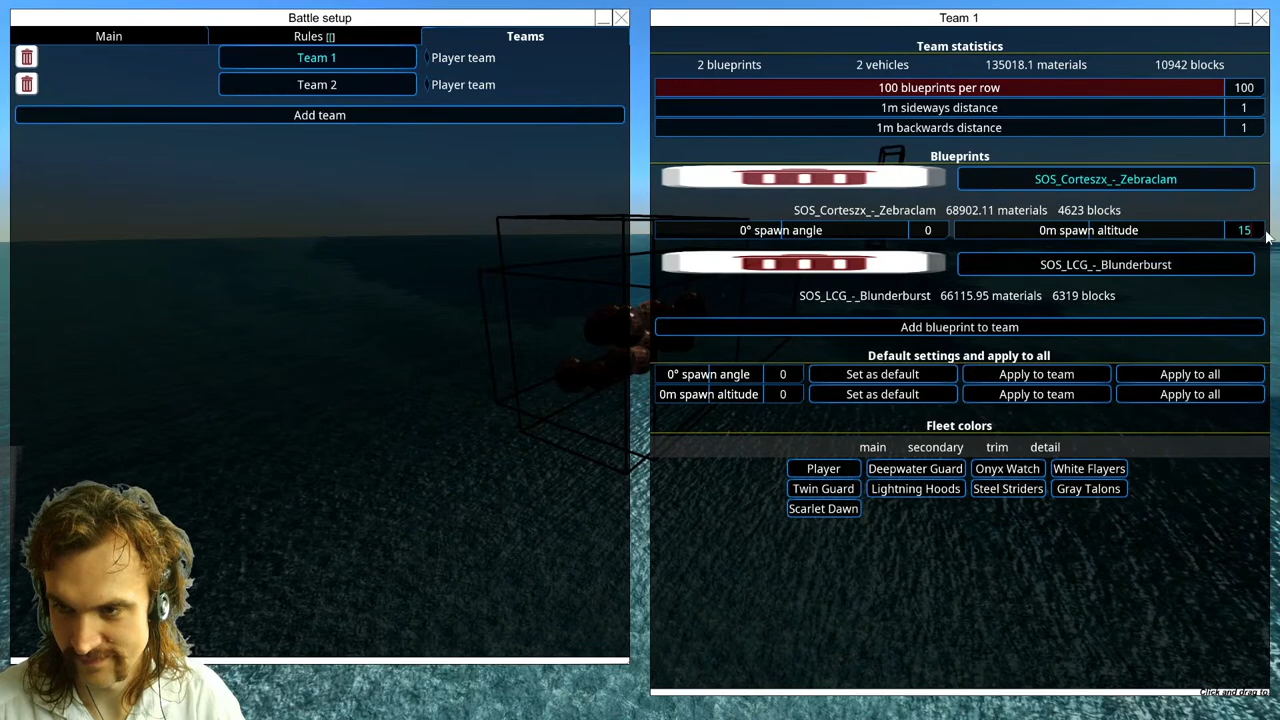 Battle setup
Main
Rules [[]
Teams
Team 1
Player team
Team 2
Player team
Add team
Team 1
Team statistics
2 blueprints 2 vehicles 135018.1 materials 10942 blocks
100 blueprints per row 100
1m sideways distance 1
1m backwards distance 1
Blueprints
SOS_Corteszx_-_Zebraclam
SOS_Corteszx_-_Zebraclam 68902.11 materials 4623 blocks
0° spawn angle 0 0m spawn altitude 15
SOS_LCG_-_Blunderburst
SOS_LCG_-_Blunderburst 66115.95 materials 6319 blocks
Add blueprint to team
Default settings and apply to all
0° spawn angle 0 Set as default Apply to team Apply to all
0m spawn altitude 0 Set as default Apply to team Apply to all
Fleet colors
main secondary trim detail
Player Deepwater Guard Onyx Watch White Flayers
Twin Guard Lightning Hoods Steel Striders Gray Talons
Scarlet Dawn
Click and drag to